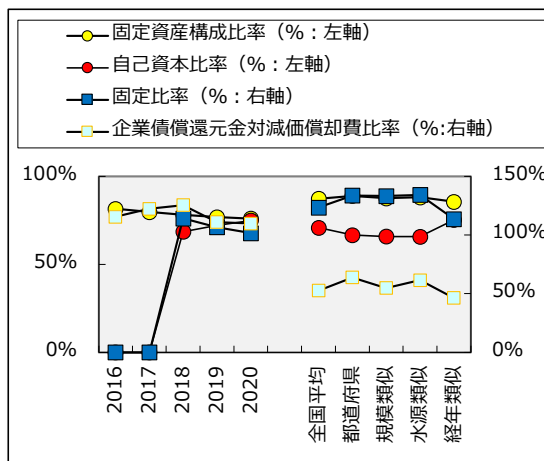 固定資産構成比率（%：左軸）
自己資本比率（%：左軸）
固定比率（%：右軸）
企業債償還元金対減価償却費比率（%:右軸）
100%
50%
0%
150%
100%
50%
0%
2016
2017
2018
2019
2020
全国平均
都道府県
規模類似
水源類似
経年類似